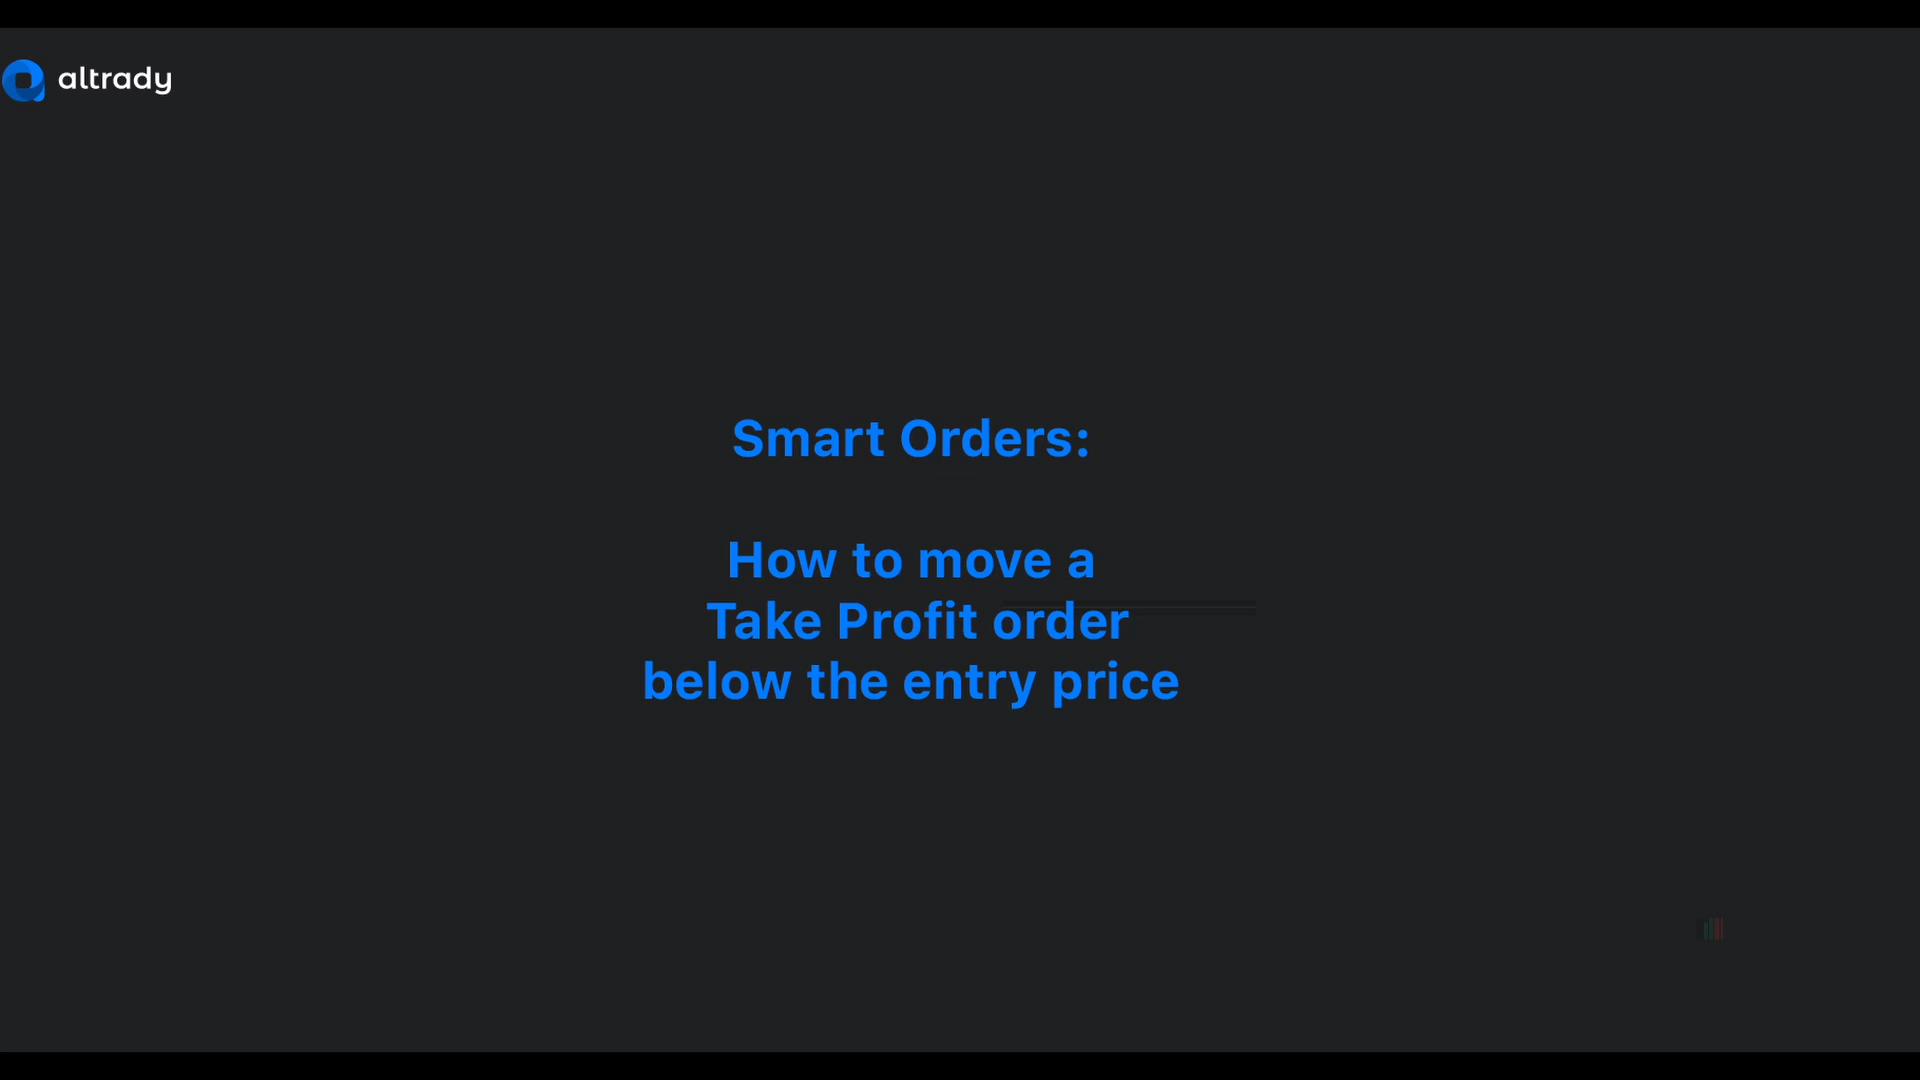 altrady
Smart Orders:
How to move a
Take Profit order
below the entry price